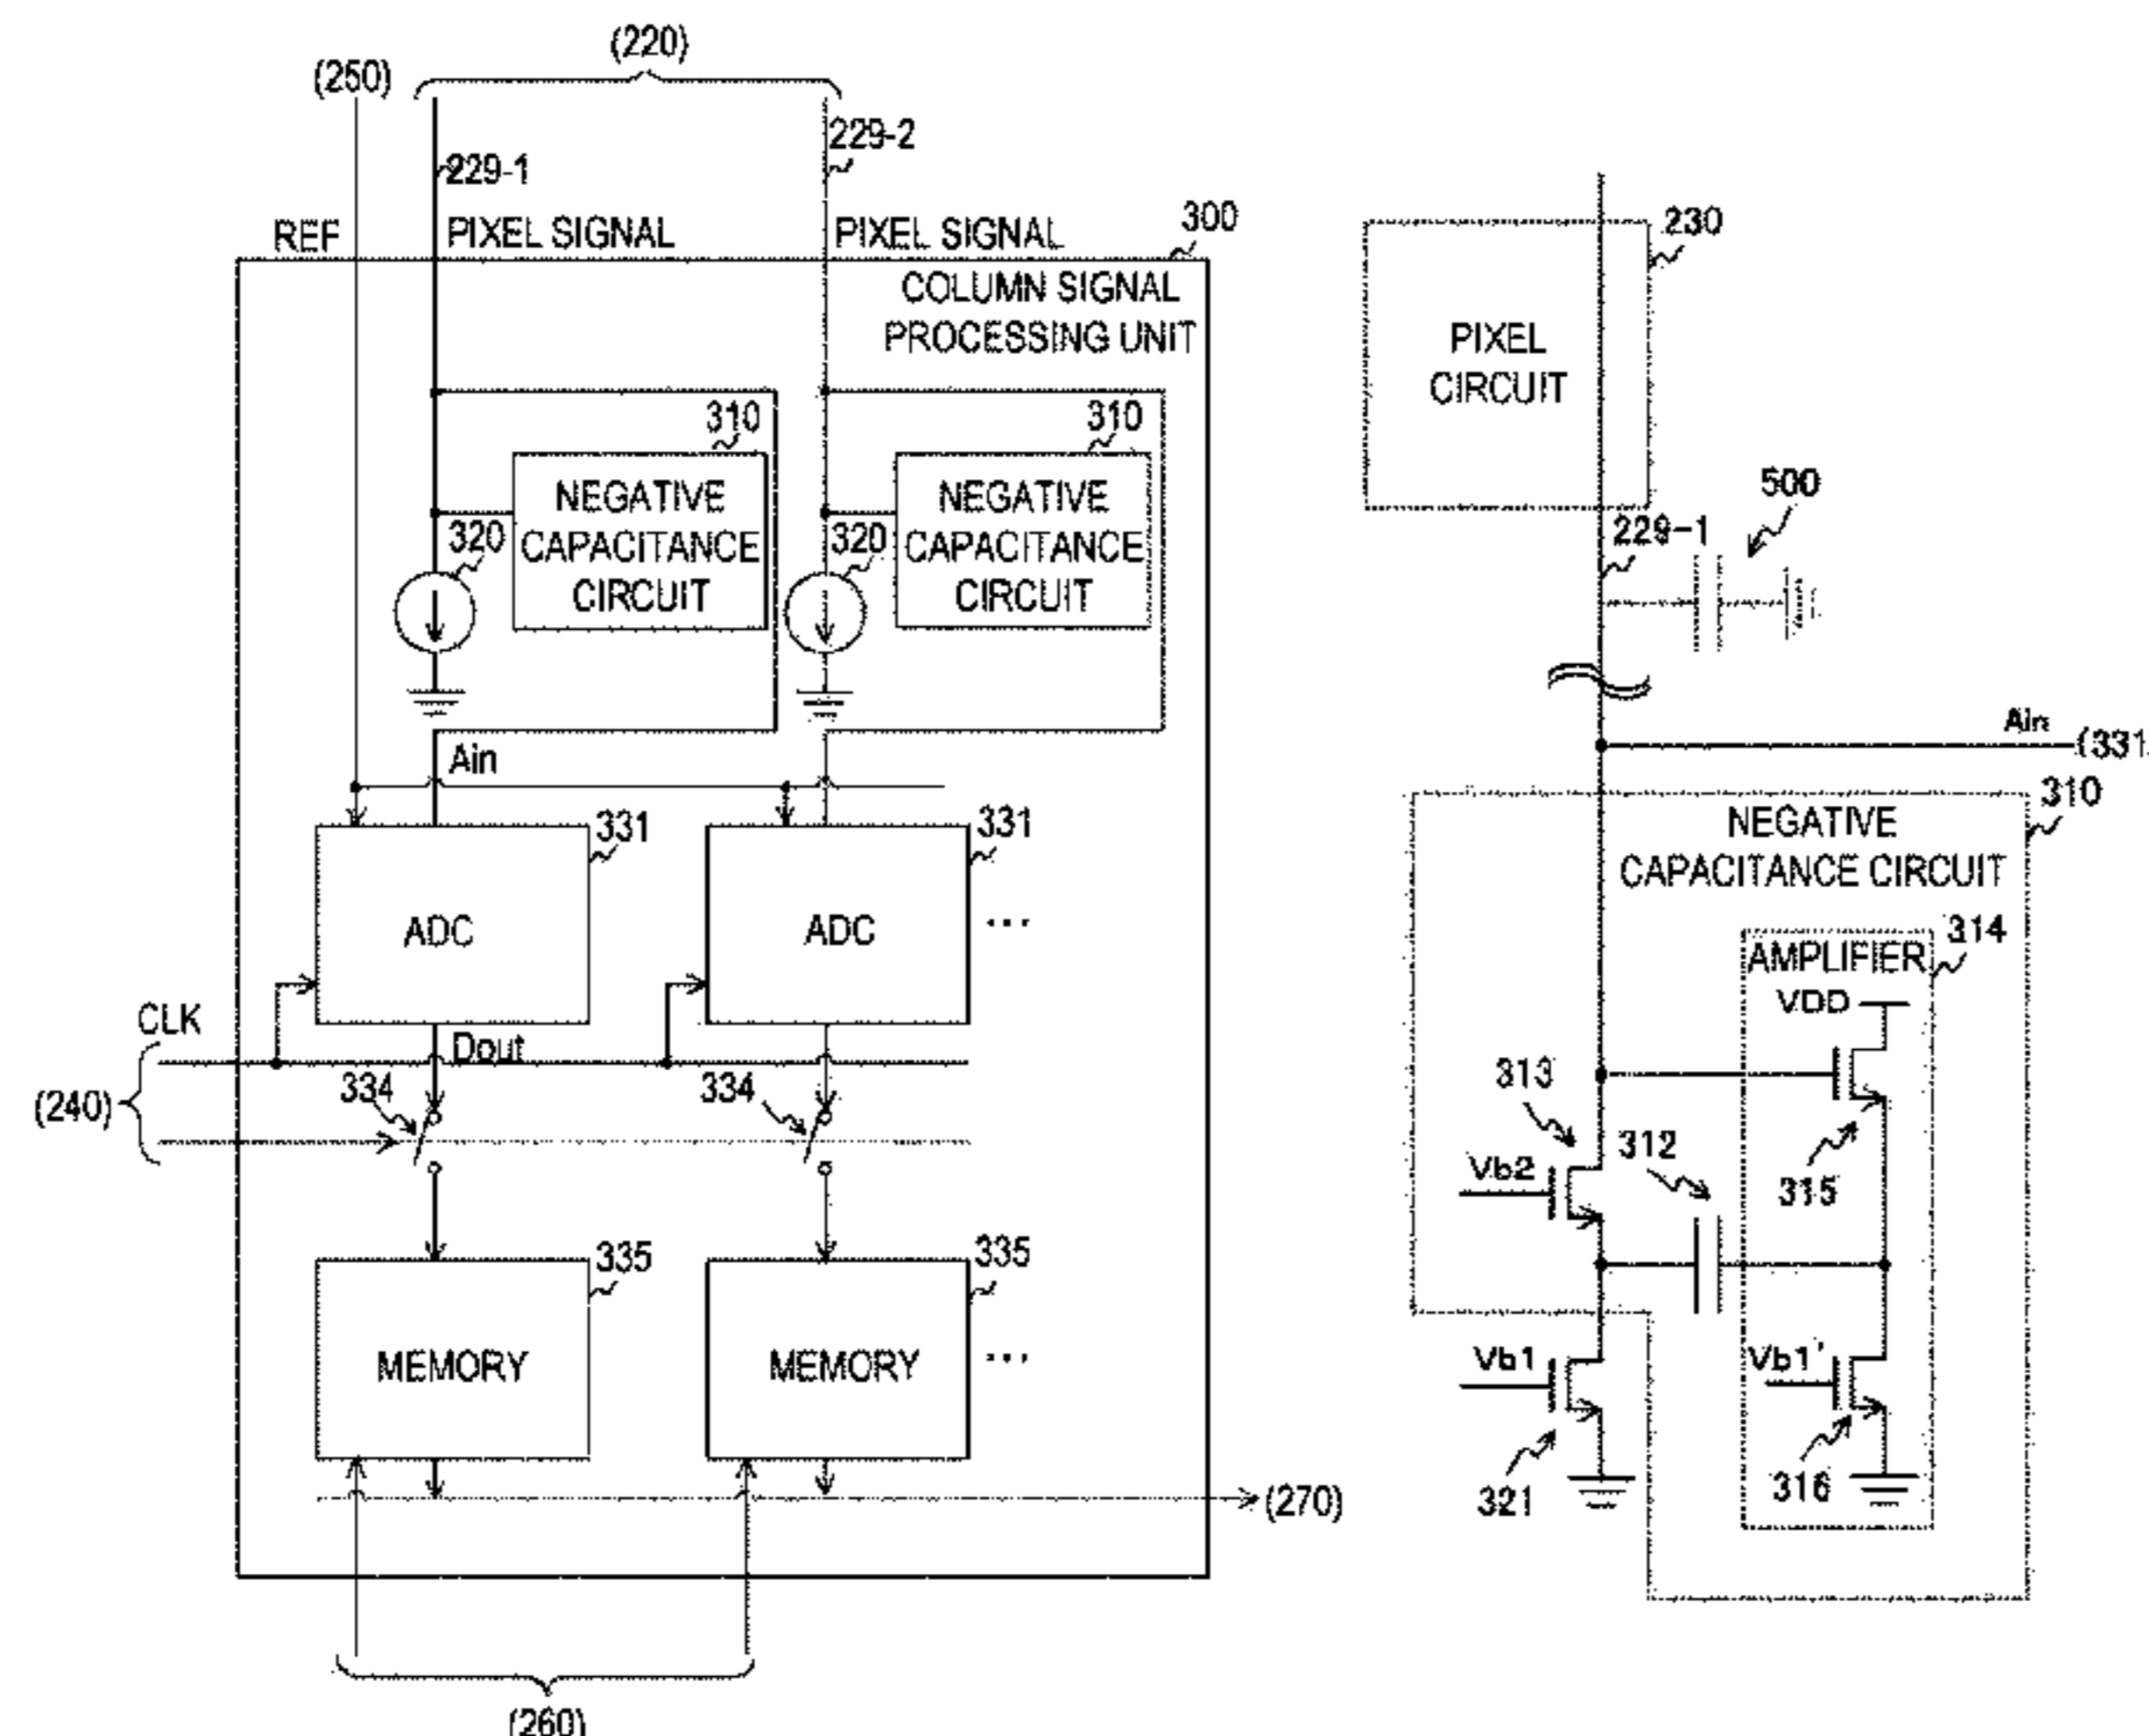 (220)
(250)
229-2
229-1
REF
PIXEL SIGNAL
PIXEL SIGNAL
300
COLUMN SIGNAL
PROCESSING UNIT
310
310
NEGATIVE
CAPACITANCE
CIRCUIT
NEGATIVE
CAPACITANCE
CIRCUIT
320
320
Ain
331
331
ADC
ADC
...
CLK
Dout
(240)
334
334
335
335
MEMORY
MEMORY
...
(270)
(260)
230
PIXEL
CIRCUIT
500
229-1
Ain
(331
310
NEGATIVE
CAPACITANCE CIRCUIT
314
AMPLIFIER
VDD
313
312
315
Vb2
Vb1
Vb1'
321
316